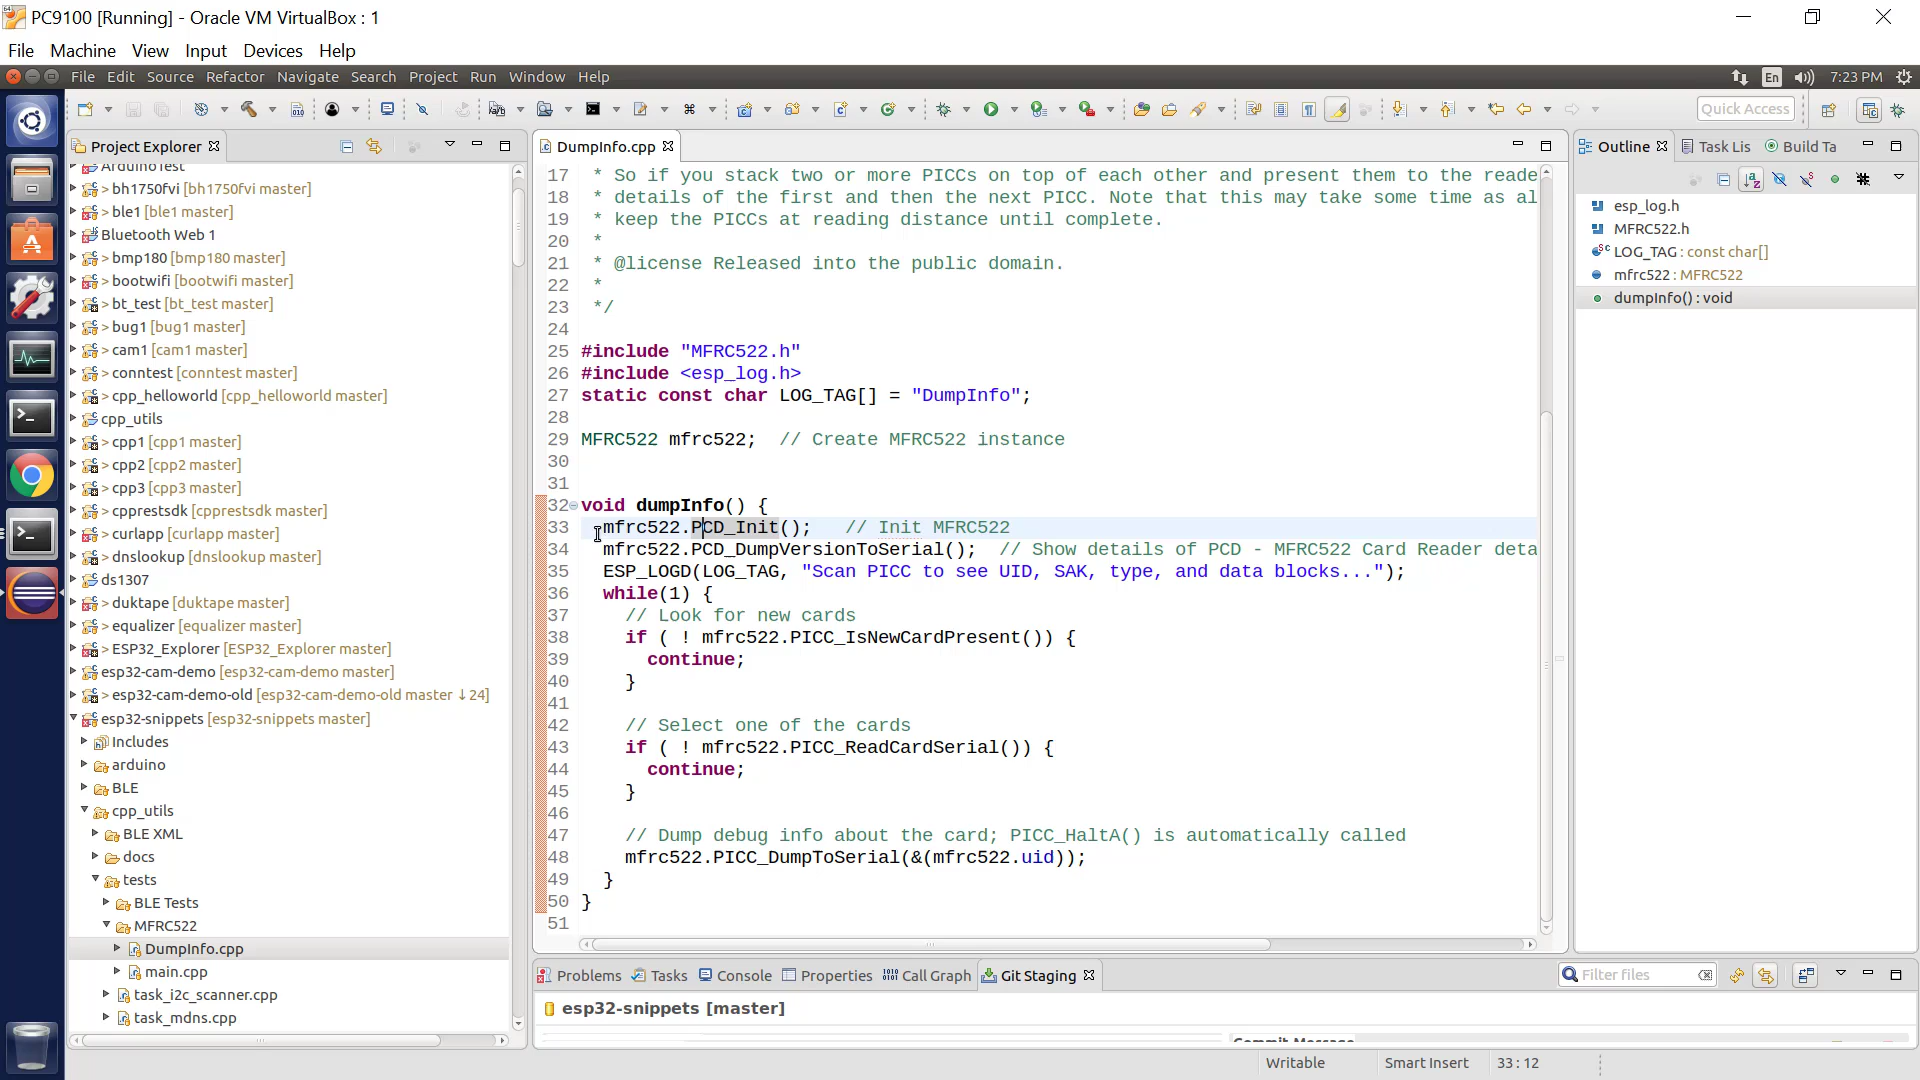 PC9100 [Running] - Oracle VM VirtualBox : 1
File Machine View Input Devices Help
File Edit Source Refactor Navigate Search Project Run Window Help
En 7:23 PM
Quick Access
Project Explorer
ArduinoTest
> bh1750fvi [bh1750fvi master]
> ble1 [ble1 master]
Bluetooth Web 1
> bmp180 [bmp180 master]
> bootwifi [bootwifi master]
> bt_test [bt_test master]
> bug1 [bug1 master]
> cam1 [cam1 master]
> conntest [conntest master]
> cpp_helloworld [cpp_helloworld master]
cpp_utils
> cpp1 [cpp1 master]
> cpp2 [cpp2 master]
> cpp3 [cpp3 master]
> cpprestsdk [cpprestsdk master]
> curlapp [curlapp master]
> dnslookup [dnslookup master]
ds1307
> duktape [duktape master]
> equalizer [equalizer master]
> ESP32_Explorer [ESP32_Explorer master]
esp32-cam-demo [esp32-cam-demo master]
> esp32-cam-demo-old [esp32-cam-demo-old master ↓24]
esp32-snippets [esp32-snippets master]
Includes
arduino
BLE
cpp_utils
BLE XML
docs
tests
BLE Tests
MFRC522
DumpInfo.cpp
main.cpp
task_i2c_scanner.cpp
task_mdns.cpp
DumpInfo.cpp
17 * So if you stack two or more PICCs on top of each other and present them to the reade
18 * details of the first and then the next PICC. Note that this may take some time as al
19 * keep the PICCs at reading distance until complete.
20 *
21 * @license Released into the public domain.
22 *
23 */
24
25 #include "MFRC522.h"
26 #include <esp_log.h>
27 static const char LOG_TAG[] = "DumpInfo";
28
29 MFRC522 mfrc522;  // Create MFRC522 instance
30
31
32 void dumpInfo() {
33   mfrc522.PCD_Init();   // Init MFRC522
34   mfrc522.PCD_DumpVersionToSerial();  // Show details of PCD - MFRC522 Card Reader deta
35   ESP_LOGD(LOG_TAG, "Scan PICC to see UID, SAK, type, and data blocks...");
36   while(1) {
37     // Look for new cards
38     if ( ! mfrc522.PICC_IsNewCardPresent()) {
39       continue;
40     }
41
42     // Select one of the cards
43     if ( ! mfrc522.PICC_ReadCardSerial()) {
44       continue;
45     }
46
47     // Dump debug info about the card; PICC_HaltA() is automatically called
48     mfrc522.PICC_DumpToSerial(&(mfrc522.uid));
49   }
50 }
51
Outline Task Lis Build Ta
esp_log.h
MFRC522.h
LOG_TAG : const char[]
mfrc522 : MFRC522
dumpInfo() : void
Problems Tasks Console Properties Call Graph Git Staging
Filter files
esp32-snippets [master]
Commit Message
Writable Smart Insert 33 : 12